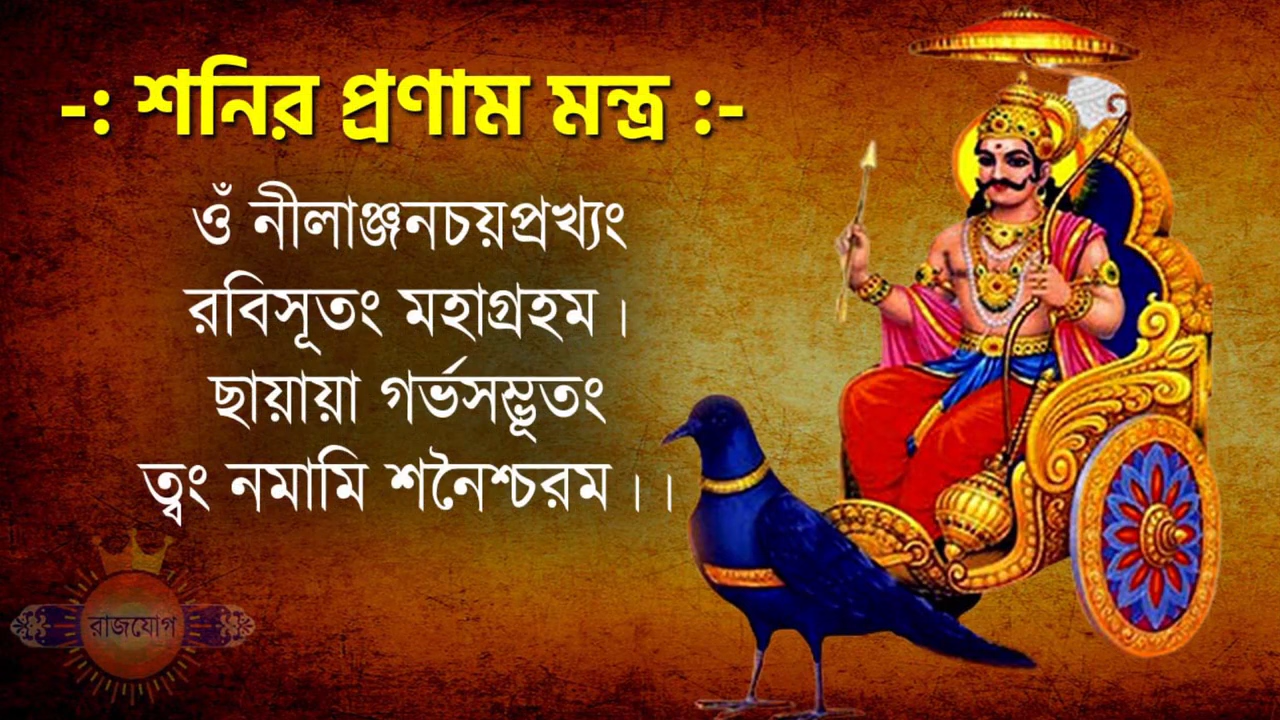 -: শনির প্রণাম মন্ত্র :-
ওঁ নীলাঞ্জনচয়প্রখ্যং
রবিসূতং মহাগ্রহম।
ছায়ায়া গর্ভসম্ভূতং
ত্বং নমামি শনৈশ্চরম।।
রাজযোগ